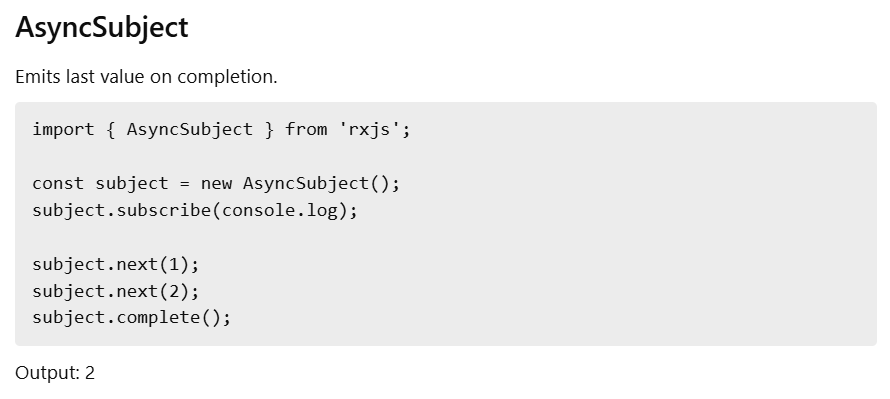 AsyncSubject
Emits last value on completion.
import { AsyncSubject } from 'rxjs';
const subject = new AsyncSubject();
subject.subscribe(console.log);
subject.next(1);
subject.next(2);
subject.complete();
Output: 2